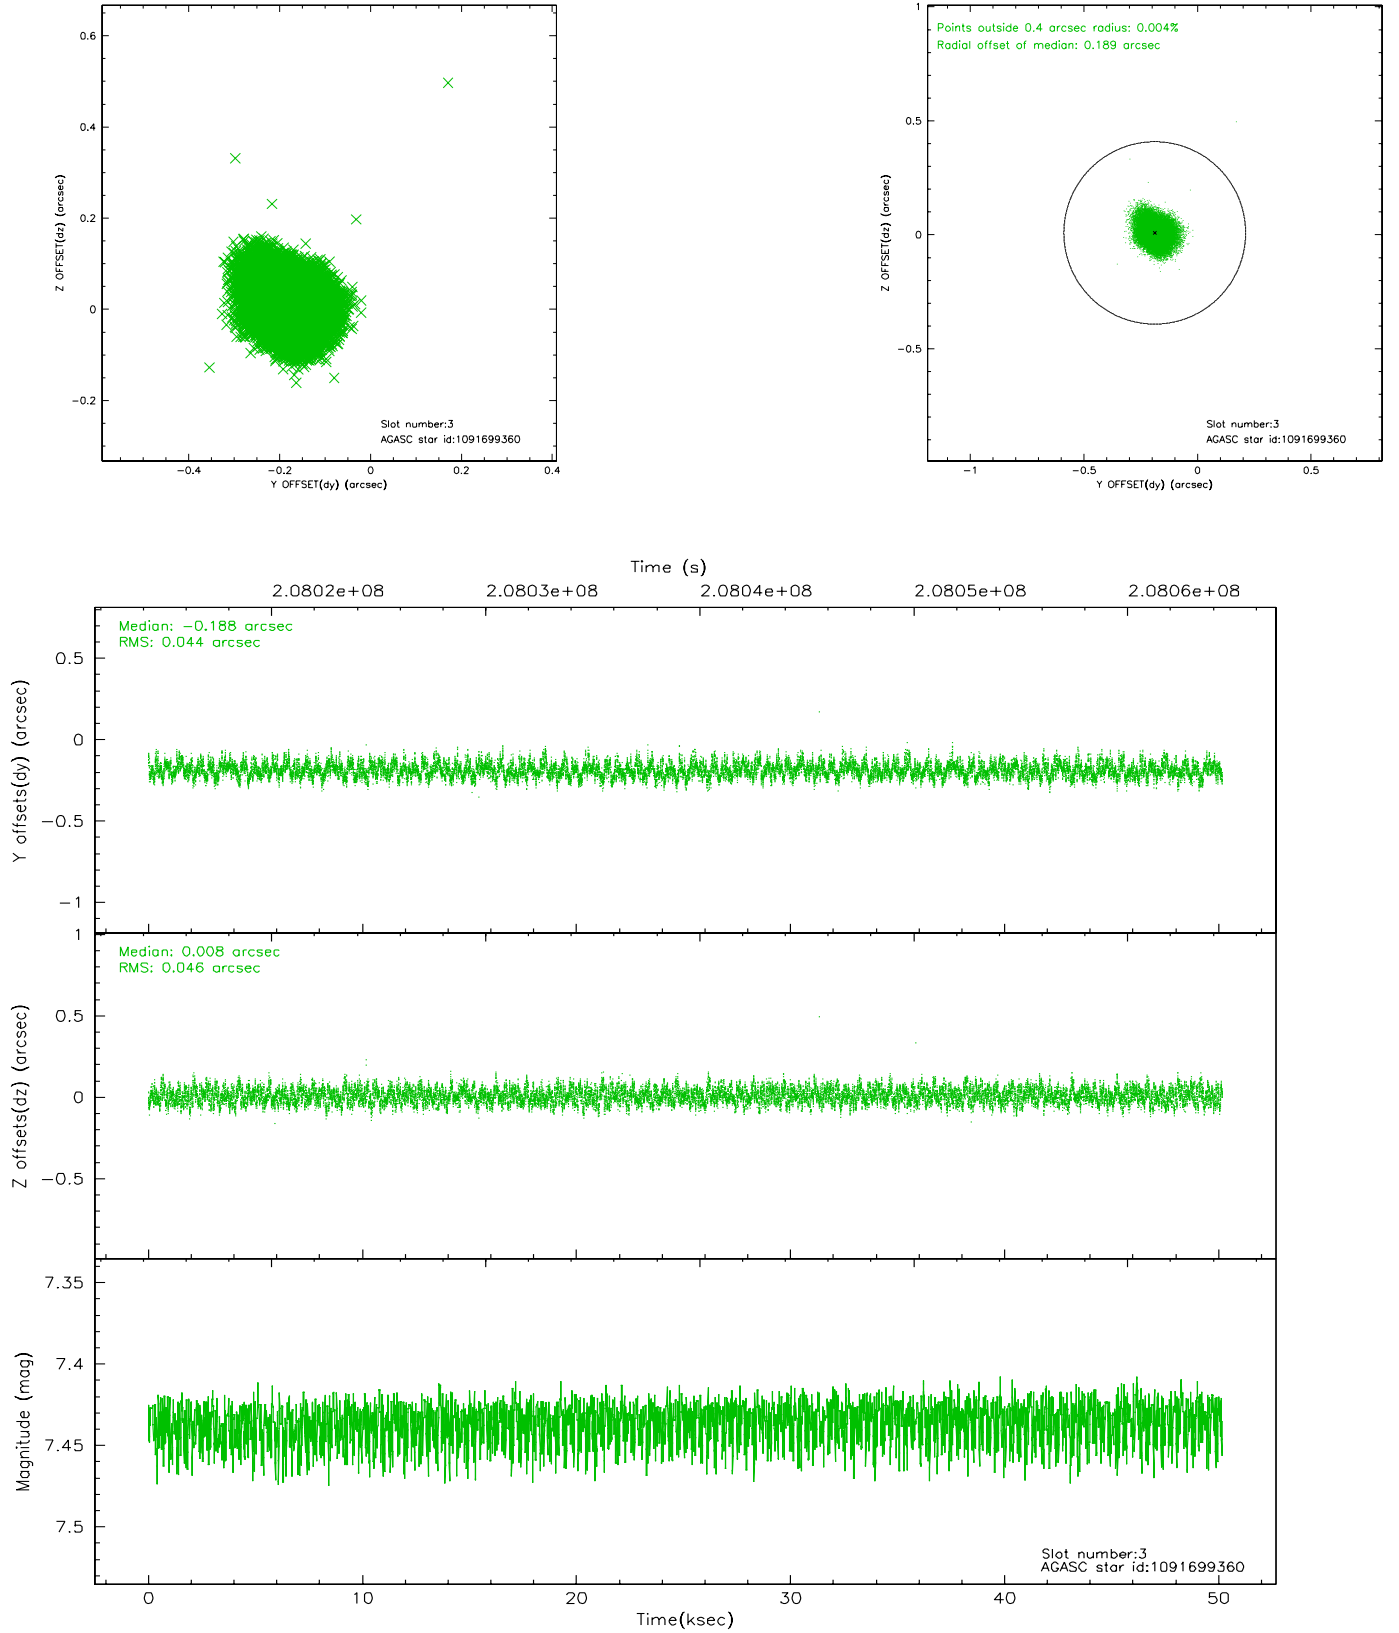 0.6
0.4
0.2
0
−0.2
Z OFFSET(dz) (arcsec)
Slot number:3
AGASC star id:1091699360
−0.4 −0.2 0 0.2 0.4
Y OFFSET(dy) (arcsec)
1
0.5
0
−0.5
Z OFFSET(dz) (arcsec)
Points outside 0.4 arcsec radius: 0.004%
Radial offset of median: 0.189 arcsec
Slot number:3
AGASC star id:1091699360
−1 −0.5 0 0.5
Y OFFSET(dy) (arcsec)
Time (s)
2.0802e+08 2.0803e+08 2.0804e+08 2.0805e+08 2.0806e+08
Median: −0.188 arcsec
RMS: 0.044 arcsec
0.5
0
−0.5
−1
Y offsets(dy) (arcsec)
Median: 0.008 arcsec
RMS: 0.046 arcsec
1
0.5
0
−0.5
Z offsets(dz) (arcsec)
7.35
7.4
7.45
7.5
Magnitude (mag)
Slot number:3
AGASC star id:1091699360
0 10 20 30 40 50
Time(ksec)